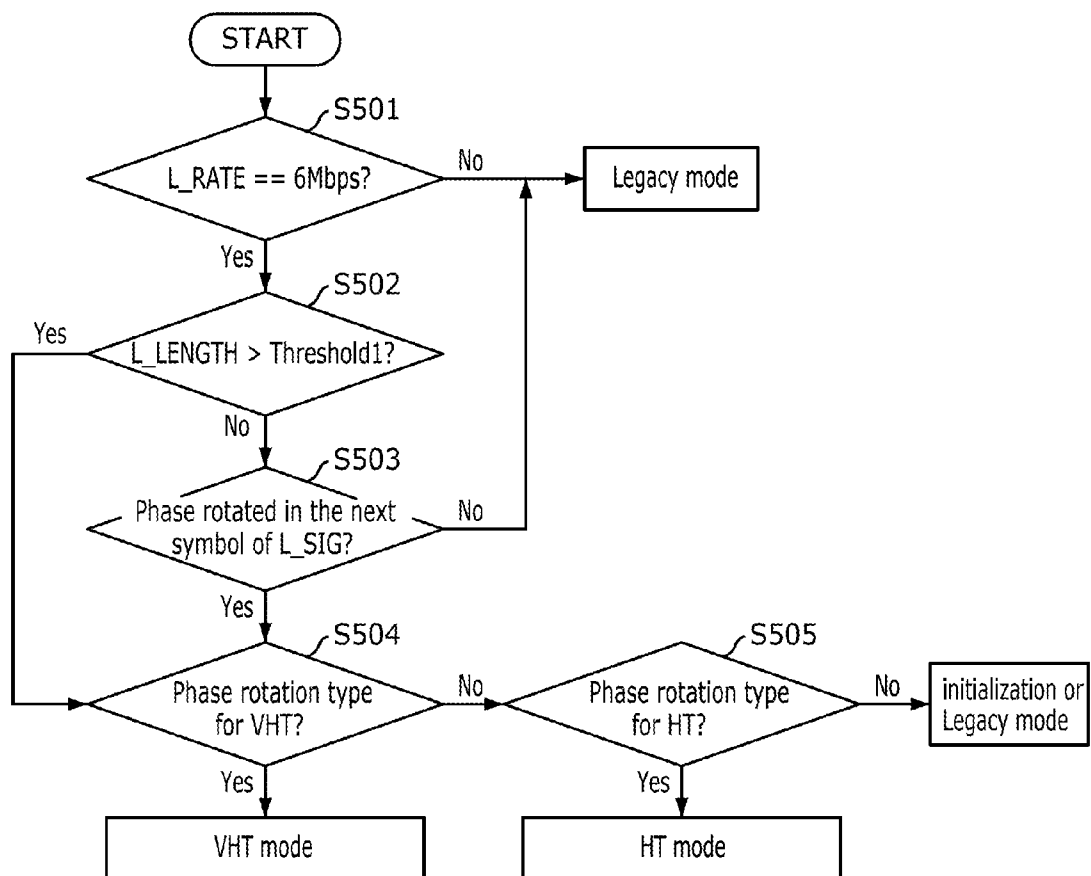 START
S501
L_RATE == 6Mbps?
No
Legacy mode
Yes
S502
Yes
L_LENGTH > Threshold1?
No
S503
Phase rotated in the next
symbol of L_SIG?
No
Yes
S504
S505
Phase rotation type
for VHT?
No
Phase rotation type
for HT?
No
initialization or
Legacy mode
Yes
Yes
VHT mode
HT mode